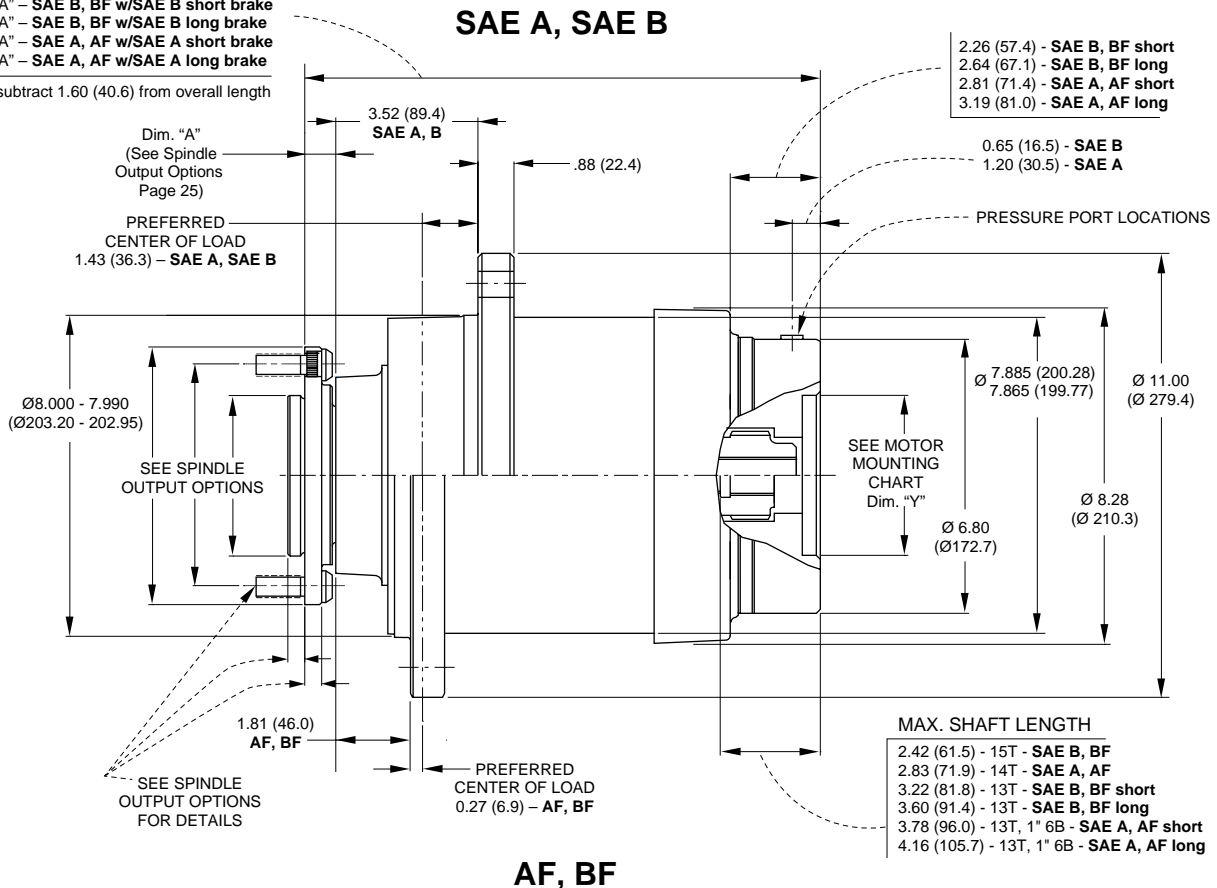 A” – SAE B, BF w/SAE B short brake
A” – SAE B, BF w/SAE B long brake
A” – SAE A, AF w/SAE A short brake
A” – SAE A, AF w/SAE A long brake
subtract 1.60 (40.6) from overall length
SAE A, SAE B
2.26 (57.4) - SAE B, BF short
2.64 (67.1) - SAE B, BF long
2.81 (71.4) - SAE A, AF short
3.19 (81.0) - SAE A, AF long
3.52 (89.4)
SAE A, B
Dim. “A”
(See Spindle
Output Options
Page 25)
.88 (22.4)
0.65 (16.5) - SAE B
1.20 (30.5) - SAE A
PREFERRED
CENTER OF LOAD
1.43 (36.3) – SAE A, SAE B
PRESSURE PORT LOCATIONS
Ø8.000 - 7.990
(Ø203.20 - 202.95)
SEE SPINDLE
OUTPUT OPTIONS
SEE MOTOR
MOUNTING
CHART
Dim. “Y”
Ø 7.885 (200.28)
7.865 (199.77)
Ø 11.00
(Ø 279.4)
Ø 6.80
(Ø172.7)
Ø 8.28
(Ø 210.3)
1.81 (46.0)
AF, BF
SEE SPINDLE
OUTPUT OPTIONS
FOR DETAILS
PREFERRED
CENTER OF LOAD
0.27 (6.9) – AF, BF
MAX. SHAFT LENGTH
2.42 (61.5) - 15T - SAE B, BF
2.83 (71.9) - 14T - SAE A, AF
3.22 (81.8) - 13T - SAE B, BF short
3.60 (91.4) - 13T - SAE B, BF long
3.78 (96.0) - 13T, 1" 6B - SAE A, AF short
4.16 (105.7) - 13T, 1" 6B - SAE A, AF long
AF, BF